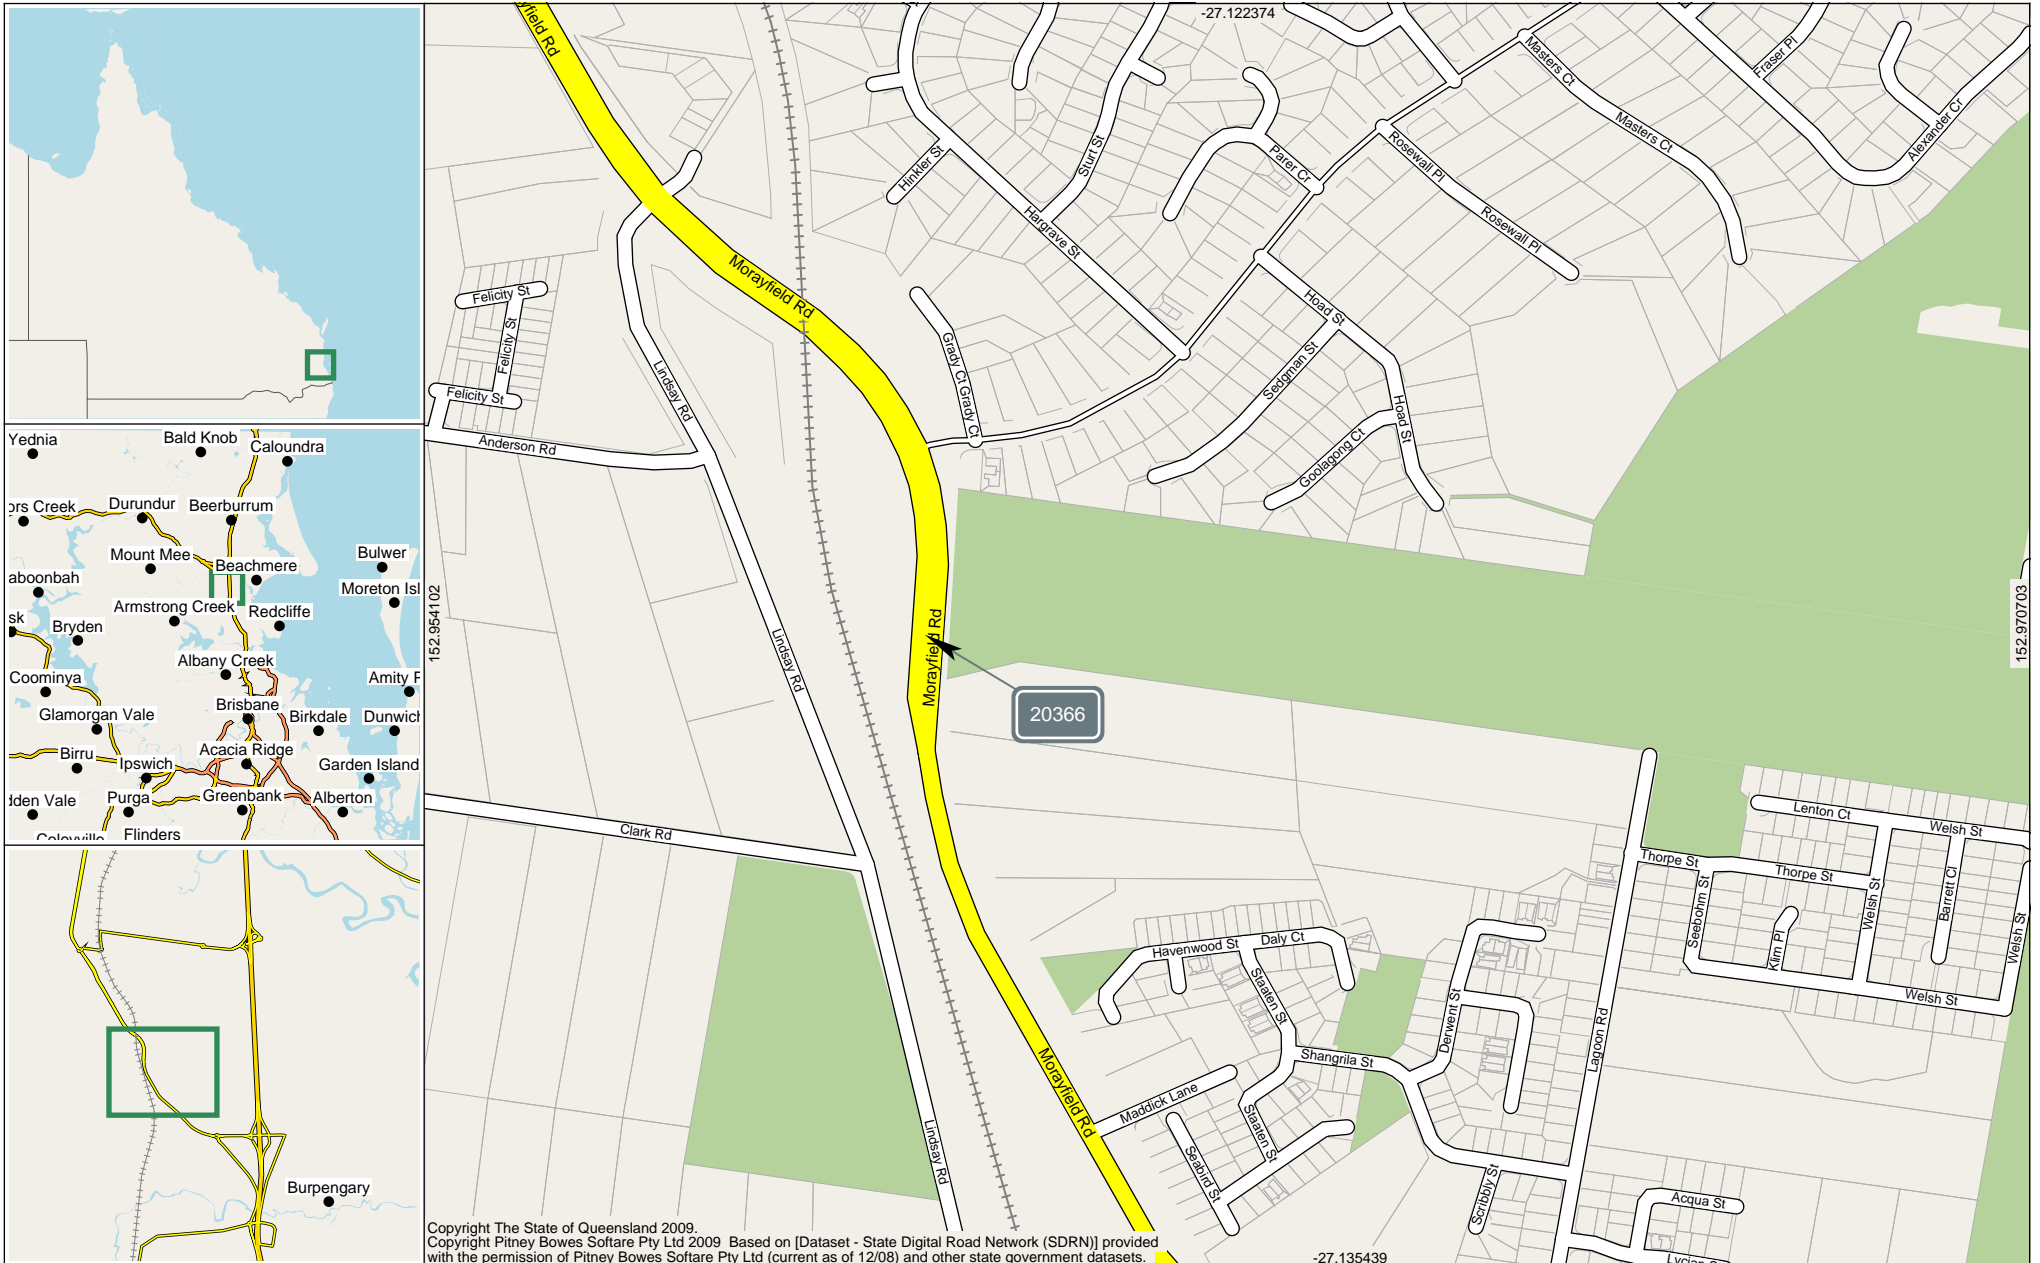 Yednia
Bald Knob
Caloundra
ors Creek
Durundur
Beerburrum
Mount Mee
Beachmere
Bulwer
aboonbah
Moreton Isl
Armstrong Creek
Redcliffe
sk
Bryden
Albany Creek
Coominya
Amity P
Glamorgan Vale
Brisbane
Birkdale
Dunwich
Birru
Ipswich
Acacia Ridge
Garden Island
dden Vale
Purga
Greenbank
Alberton
Coleyville
Flinders
Burpengary
-27.122374
yfield Rd
Masters Ct
Fraser Pl
Masters Ct
Alexander Cr
Hinkler St
Sturt St
Parer Cr
Rosewall Pl
Rosewall Pl
Hargrave St
Morayfield Rd
Felicity St
Felicity St
Felicity St
Hoad St
Lindsay Rd
Grady Ct
Grady Ct
Sedgman St
Hoad St
Goolagong Ct
Anderson Rd
152.954102
152.970703
Lindsay Rd
Morayfield Rd
20366
Clark Rd
Lenton Ct
Welsh St
Thorpe St
Thorpe St
Seebohm St
Welsh St
Barrett Cl
Klim Pl
Welsh St
Welsh St
Havenwood St
Daly Ct
Staaten St
Derwent St
Lagoon Rd
Shangrila St
Morayfield Rd
Maddick Lane
Staaten St
Seabird St
Lindsay Rd
Scribbly St
Acqua St
Copyright The State of Queensland 2009.
Copyright Pitney Bowes Softare Pty Ltd 2009 Based on [Dataset - State Digital Road Network (SDRN)] provided
with the permission of Pitney Bowes Softare Pty Ltd (current as of 12/08) and other state government datasets.
-27.135439